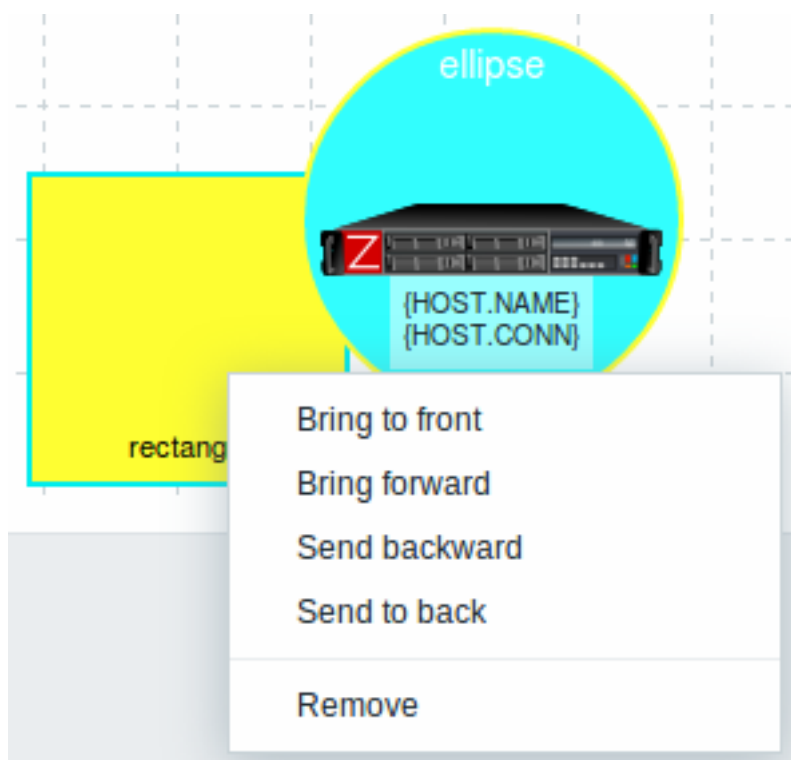 ellipse
Z
{HOST.NAME}
{HOST.CONN}
rectang
Bring to front
Bring forward
Send backward
Send to back
Remove